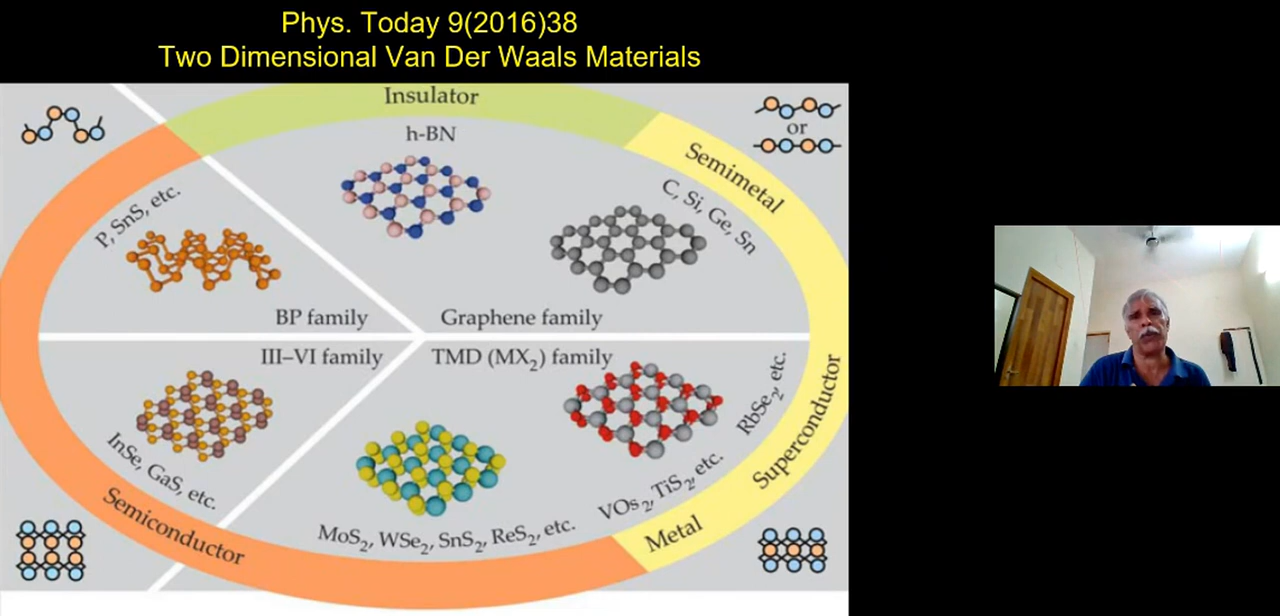 Phys. Today 9(2016)38
Two Dimensional Van Der Waals Materials
Insulator
h-BN
or
Semimetal
C, Si, Ge, Sn
P, SnS, etc.
BP family
Graphene family
III–VI family
TMD (MX₂) family
InSe, GaS, etc.
RbSe₂, etc.
Superconductor
VOs₂, TiS₂, etc.
MoS₂, WSe₂, SnS₂, ReS₂, etc.
Metal
Semiconductor